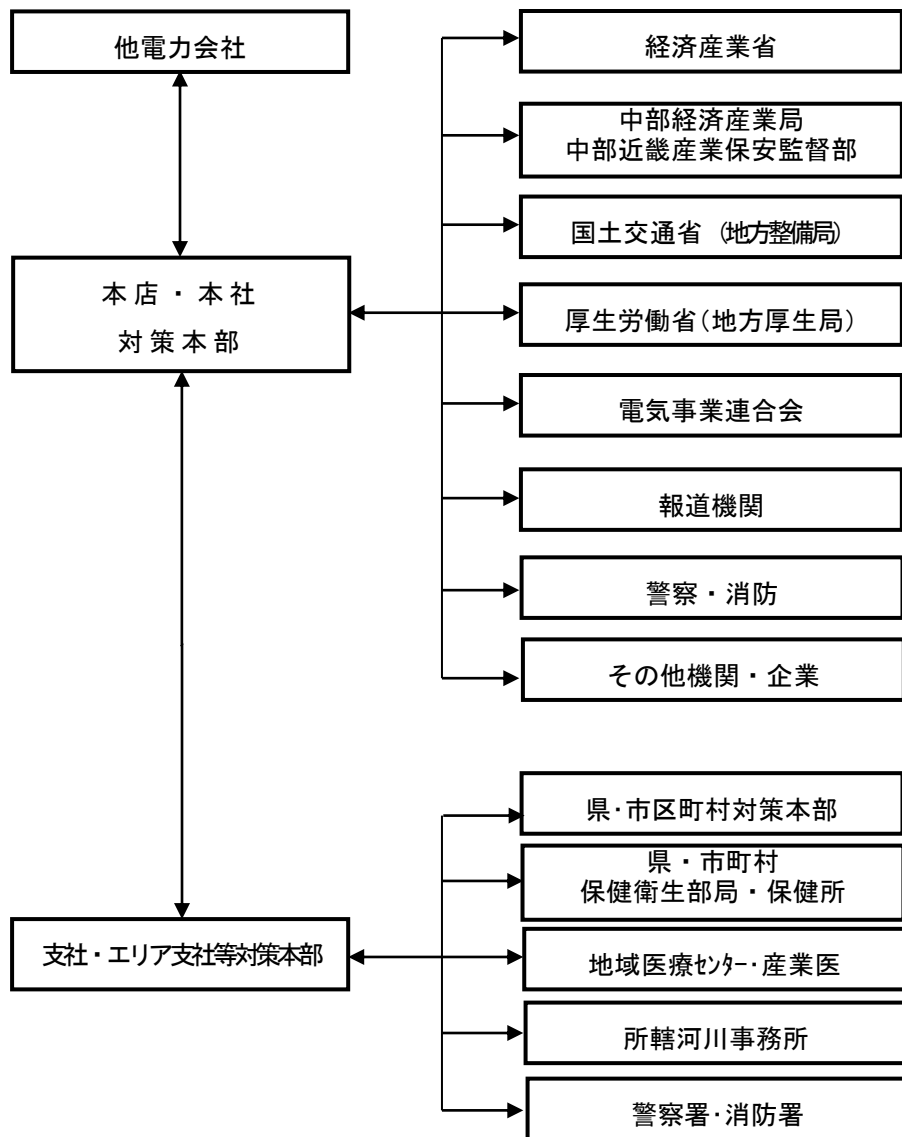 他電力会社
経済産業省
中部経済産業局
中部近畿産業保安監督部
国土交通省 (地方整備局)
本店・本社
対策本部
厚生労働省(地方厚生局)
電気事業連合会
報道機関
警察・消防
その他機関・企業
県･市区町村対策本部
県・市町村
保健衛生部局・保健所
支社・エリア支社等対策本部
地域医療ｾﾝﾀｰ･産業医
所轄河川事務所
警察署･消防署